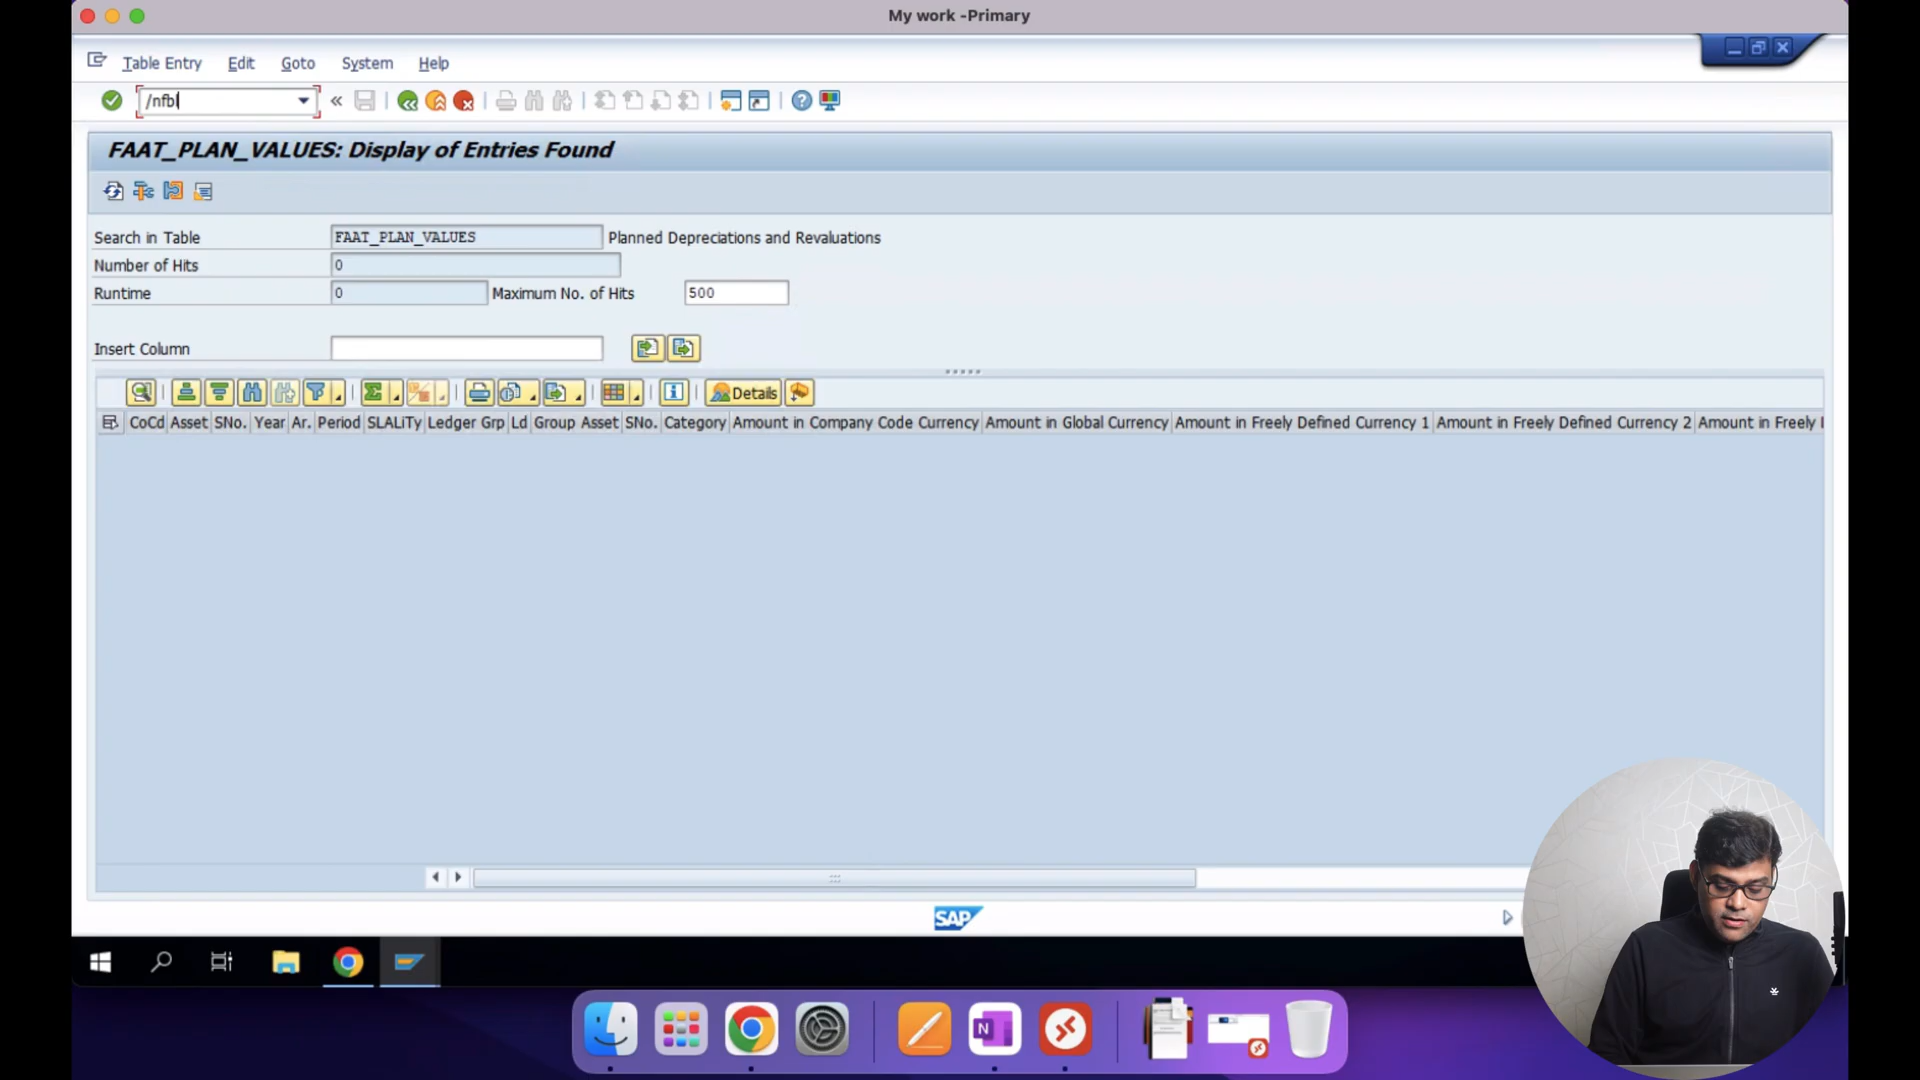 My work -Primary
Table Entry Edit Goto System Help
/nfbl
FAAT_PLAN_VALUES: Display of Entries Found
Search in Table FAAT_PLAN_VALUES Planned Depreciations and Revaluations
Number of Hits 0
Runtime 0 Maximum No. of Hits 500
Insert Column
Details
CoCd Asset SNo. Year Ar. Period SLALiTy Ledger Grp Ld Group Asset SNo. Category Amount in Company Code Currency Amount in Global Currency Amount in Freely Defined Currency 1 Amount in Freely Defined Currency 2 Amount in Freely
SAP
N